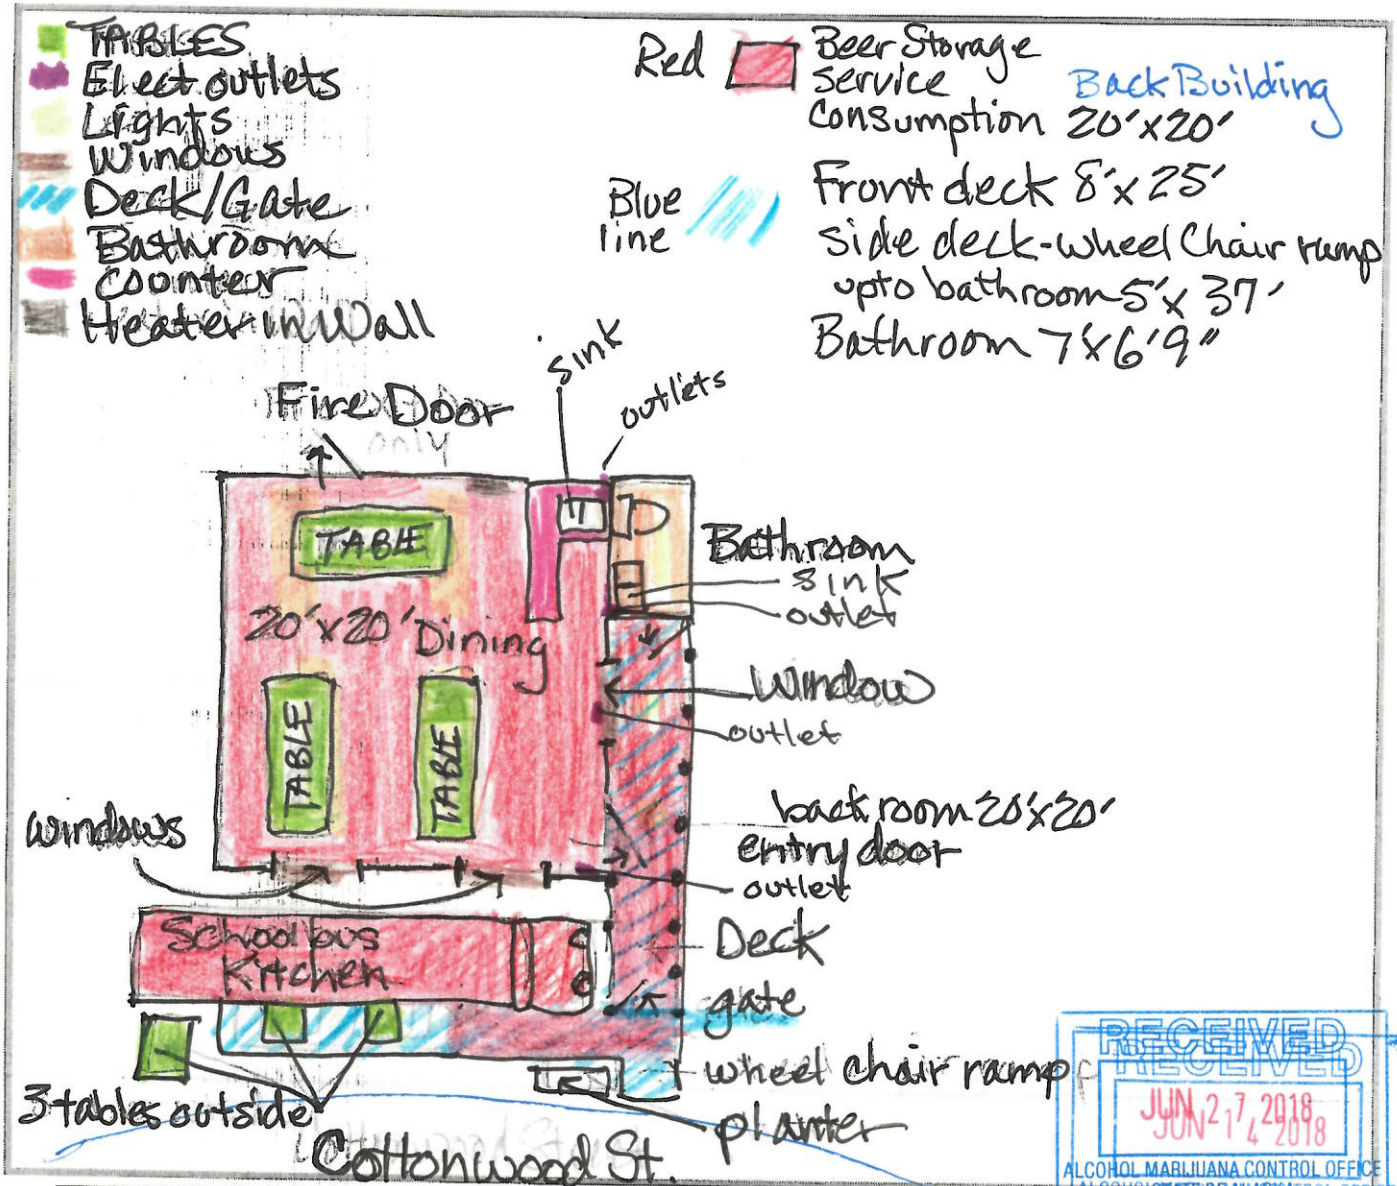 TABLES
Elect outlets
Lights
Windows
Deck/Gate
Bathroom
counter
Heater in Wall
Red
Beer Storage
service
Consumption 20'x20'
Back Building
Blue
line
Front deck 8'x25'
side deck-wheel Chair ramp
upto bathroom 5'x 37'
Bathroom 7'x6'9"
Fire Door
only
sink
outlets
TABLE
20'x20' Dining
Bathroom
sink
outlet
Window
outlet
TABLE
TABLE
windows
back room 20'x20'
entry door
outlet
School bus
Kitchen
Deck
gate
wheel chair ramp
3 tables outside
planter
Cottonwood St.
RECEIVED
RECEIVED
JUN 27 2018
JUN 14 2018
ALCOHOL MARIJUANA CONTROL OFFICE